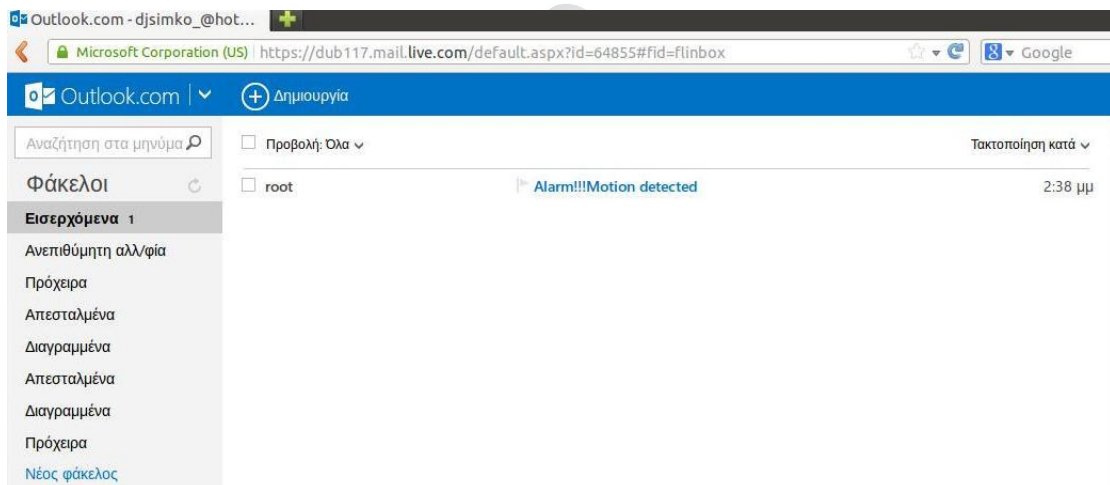 Outlook.com - djsimko_@hot...
Microsoft Corporation (US) https://dub117.mail.live.com/default.aspx?id=64855#fid=flinbox Google
Outlook.com Δημιουργία
Αναζήτηση στα μηνύμα Προβολή: Όλα Τακτοποίηση κατά
Φάκελοι
root Alarm!!!Motion detected 2:38 μμ
Εισερχόμενα 1
Ανεπιθύμητη αλλ/φία
Πρόχειρα
Απεσταλμένα
Διαγραμμένα
Απεσταλμένα
Διαγραμμένα
Πρόχειρα
Νέος φάκελος